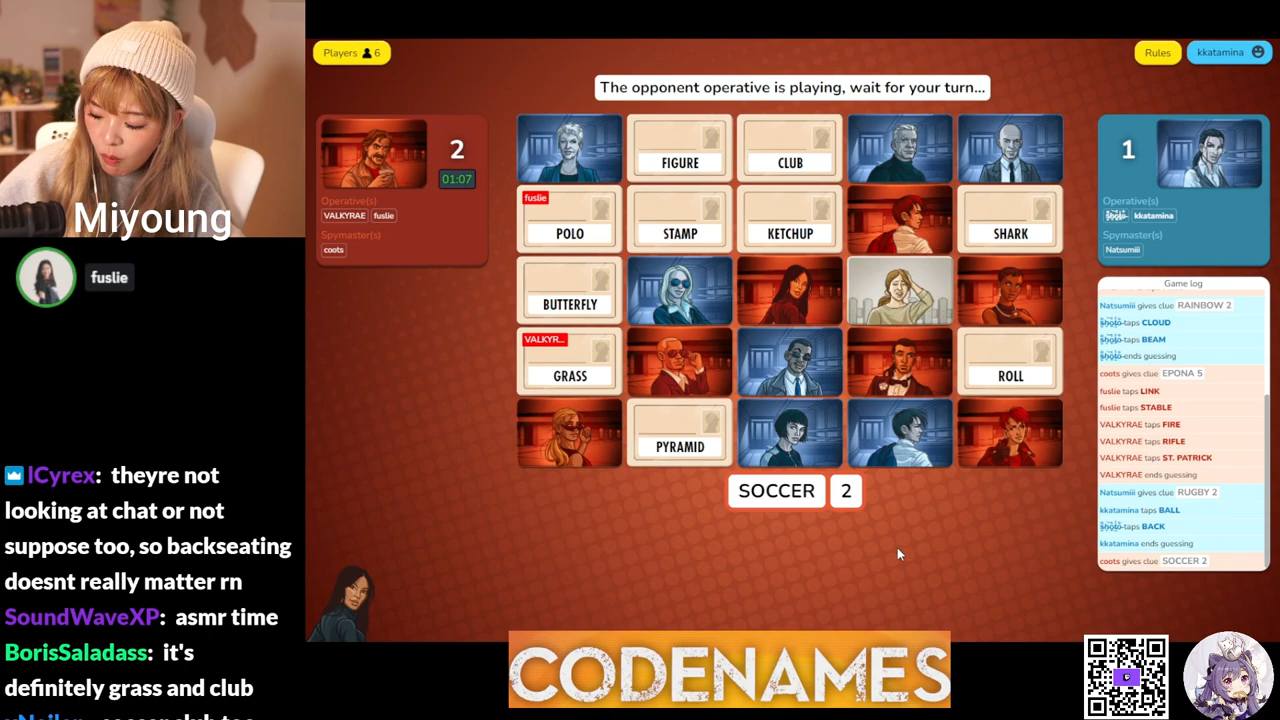 Players 6
Rules
kkatamina
The opponent operative is playing, wait for your turn...
2
01:07
Operative(s)
VALKYRAE fuslie
Spymaster(s)
coots
FIGURE
CLUB
fuslie
POLO
STAMP
KETCHUP
SHARK
BUTTERFLY
VALKYR...
GRASS
ROLL
PYRAMID
SOCCER 2
1
Operative(s)
kkatamina
Spymaster(s)
Natsumiii
Game log
Natsumiii gives clue RAINBOW 2
sholo taps CLOUD
sholo taps BEAM
sholo ends guessing
coots gives clue EPONA 5
fuslie taps LINK
fuslie taps STABLE
VALKYRAE taps FIRE
VALKYRAE taps RIFLE
VALKYRAE taps ST. PATRICK
VALKYRAE ends guessing
Natsumiii gives clue RUGBY 2
kkatamina taps BALL
sholo taps BACK
kkatamina ends guessing
coots gives clue SOCCER 2
Miyoung
fuslie
lCyrex: theyre not
looking at chat or not
suppose too, so backseating
doesnt really matter rn
SoundWaveXP: asmr time
BorisSaladass: it's
definitely grass and club
CODENAMES